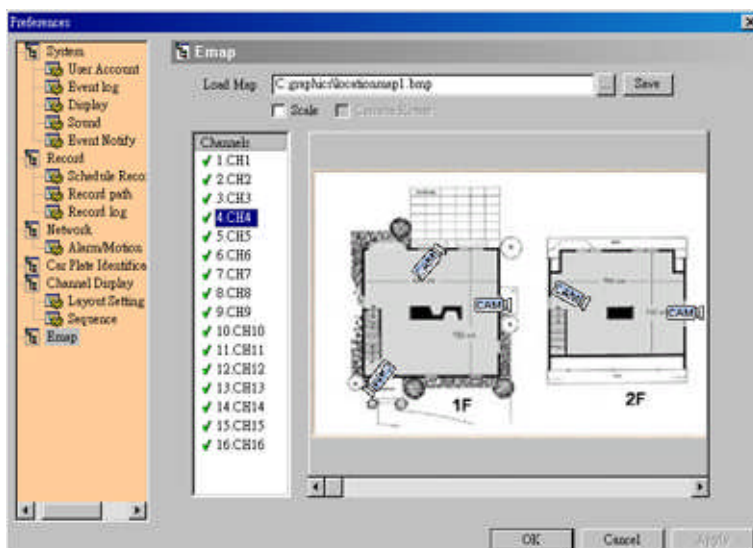 Preferences
System
User Account
Event log
Display
Sound
Event Notify
Record
Schedule Reco
Record path
Record log
Network
Alarm/Motion
Car Plate Identifica
Channel Display
Layout Setting
Sequence
Emap
Emap
Load Map
C:\graphics\locationmap1.bmp
...
Save
Scale
Channels
1.CH1
2.CH2
3.CH3
4.CH4
5.CH5
6.CH6
7.CH7
8.CH8
9.CH9
10.CH10
11.CH11
12.CH12
13.CH13
14.CH14
15.CH15
16.CH16
CAM
CAM
CAM
1F
CAM
CAM
2F
OK
Cancel
Apply